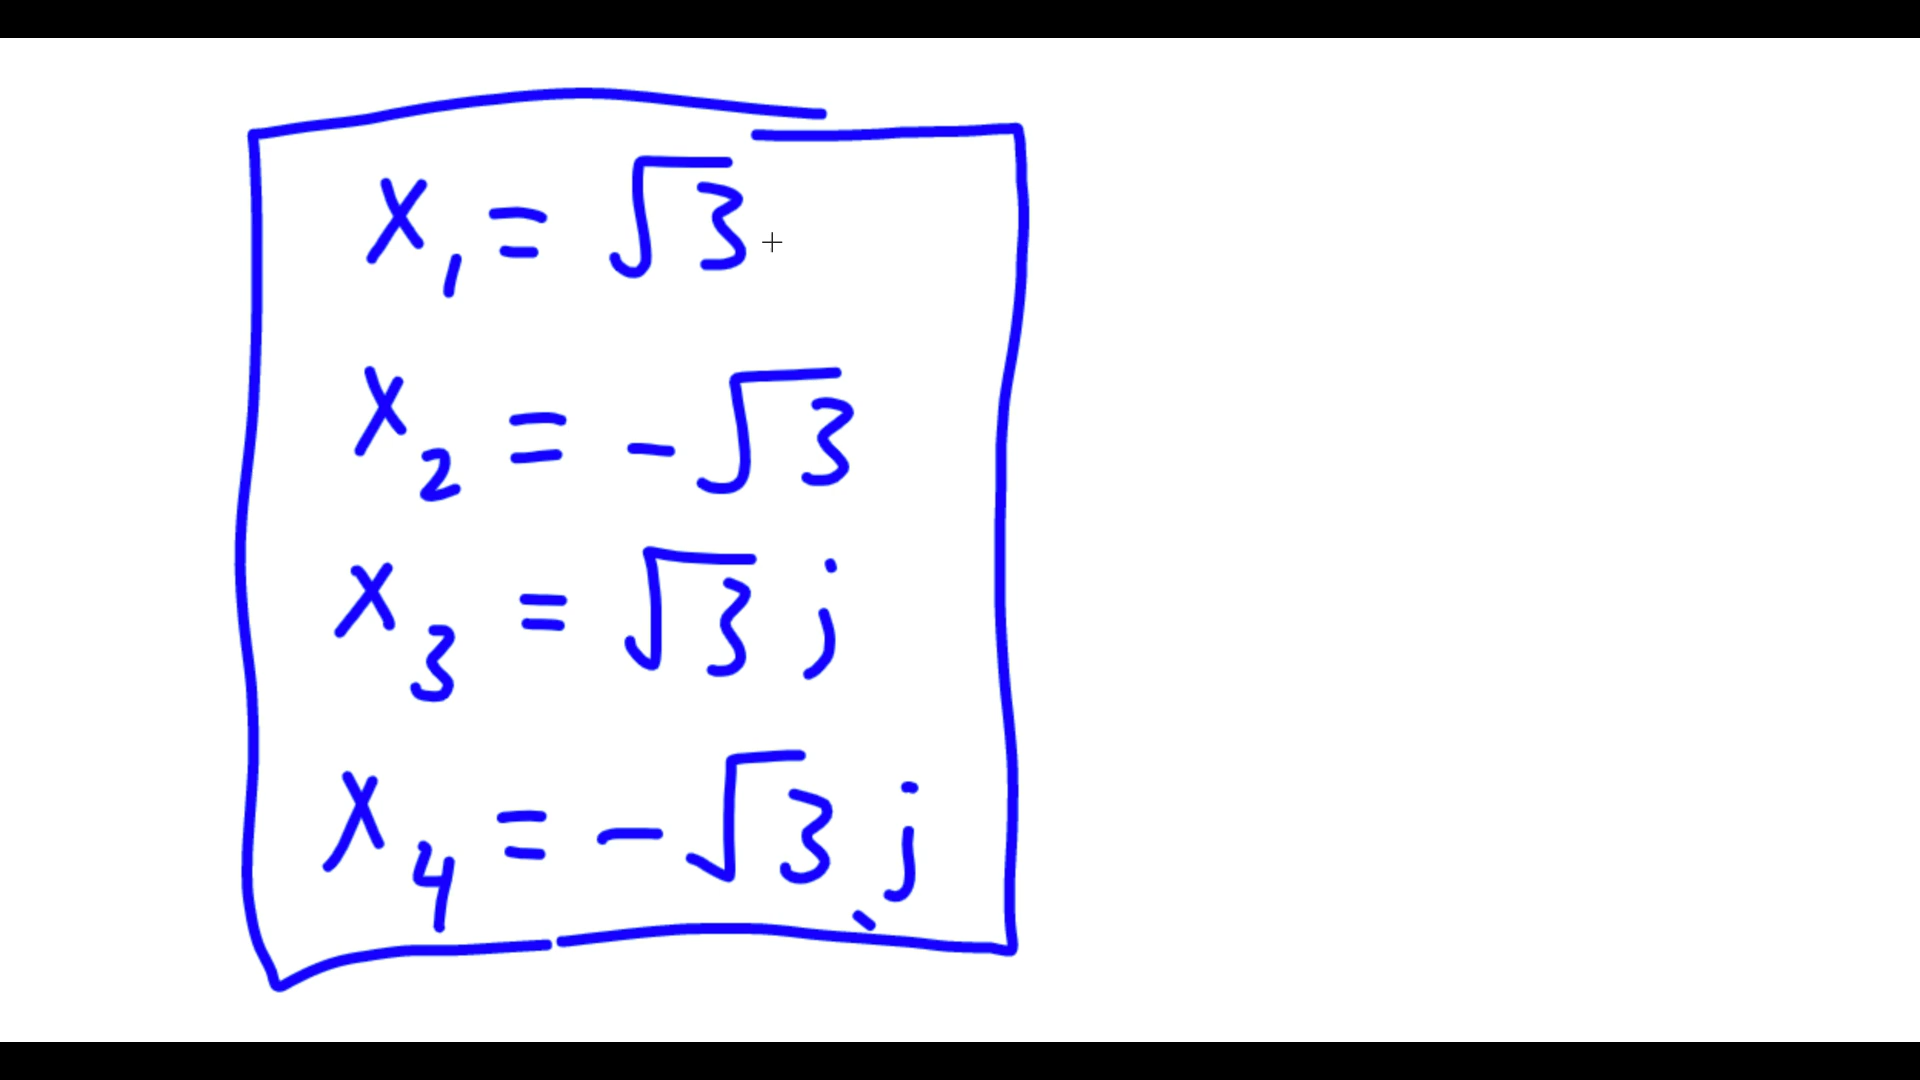 x₁ = √3
x₂ = -√3
x₃ = √3 j
x₄ = -√3 j